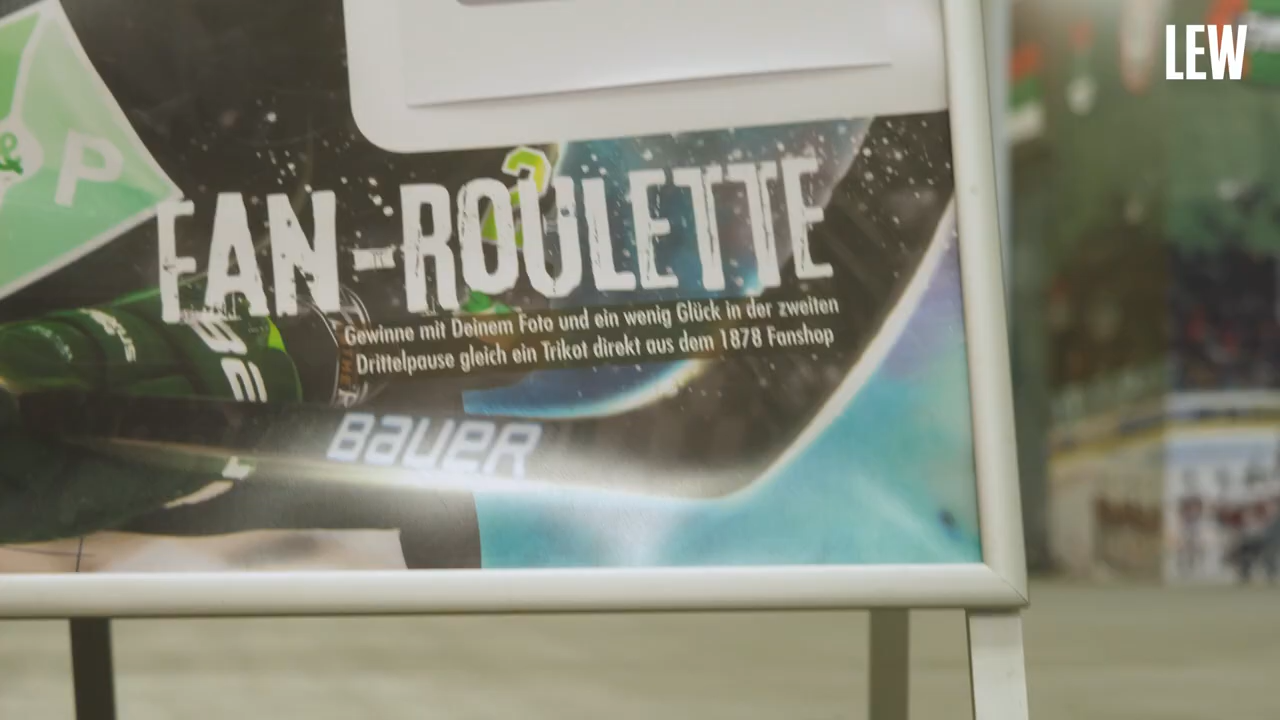 LEW
& P
FAN-ROULETTE
Gewinne mit Deinem Foto und ein wenig Glück in der zweiten
Drittelpause gleich ein Trikot direkt aus dem 1878 Fanshop
BAUER